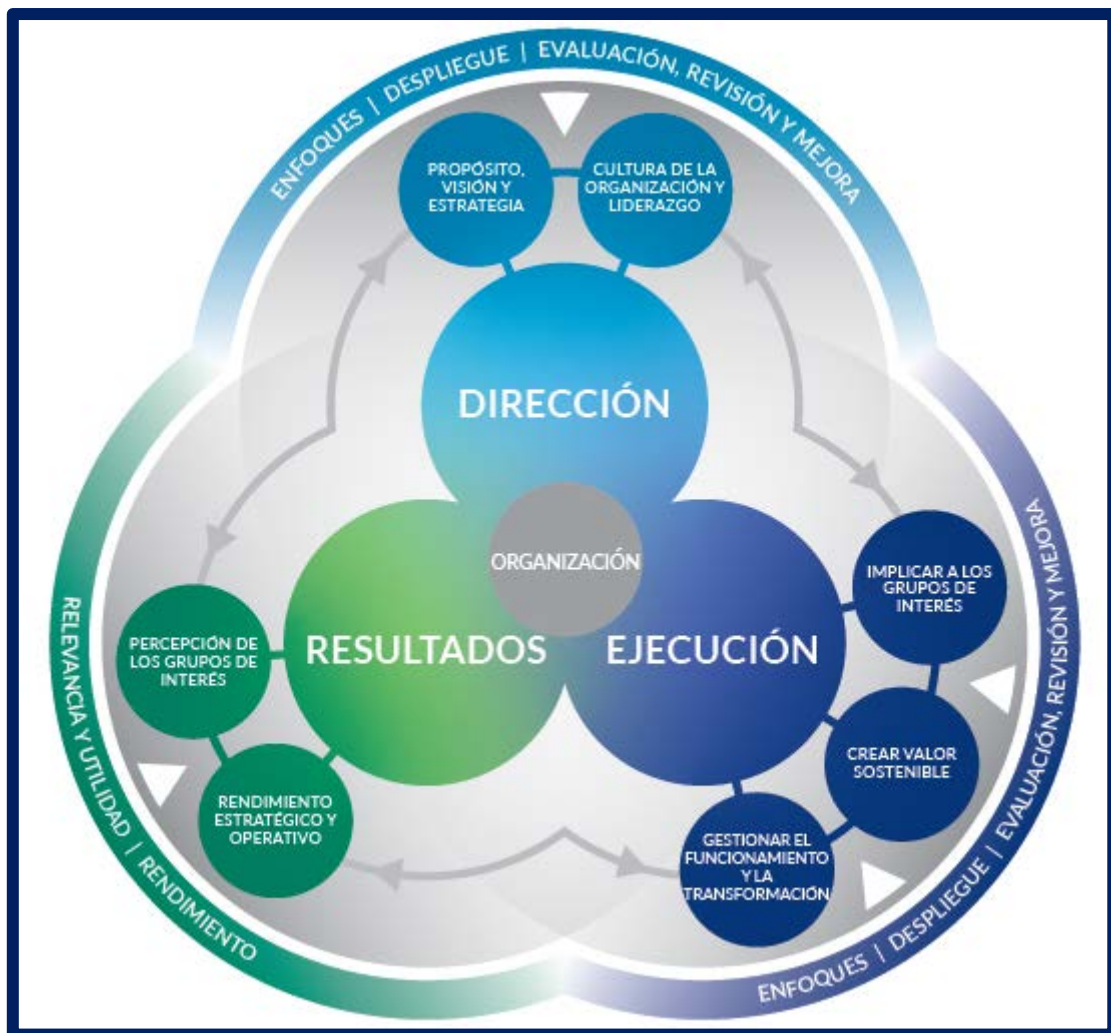 ENFOQUES | DESPLIEGUE | EVALUACIÓN, REVISIÓN Y MEJORA
PROPÓSITO,
VISIÓN Y
ESTRATEGIA
CULTURA DE LA
ORGANIZACIÓN Y
LIDERAZGO
DIRECCIÓN
ORGANIZACIÓN
RESULTADOS
EJECUCIÓN
IMPLICAR A LOS
GRUPOS DE
INTERÉS
CREAR VALOR
SOSTENIBLE
GESTIONAR EL
FUNCIONAMIENTO
Y LA
TRANSFORMACIÓN
ENFOQUES | DESPLIEGUE | EVALUACIÓN, REVISIÓN Y MEJORA
PERCEPCIÓN DE
LOS GRUPOS DE
INTERÉS
RENDIMIENTO
ESTRATÉGICO Y
OPERATIVO
RELEVANCIA Y UTILIDAD | RENDIMIENTO